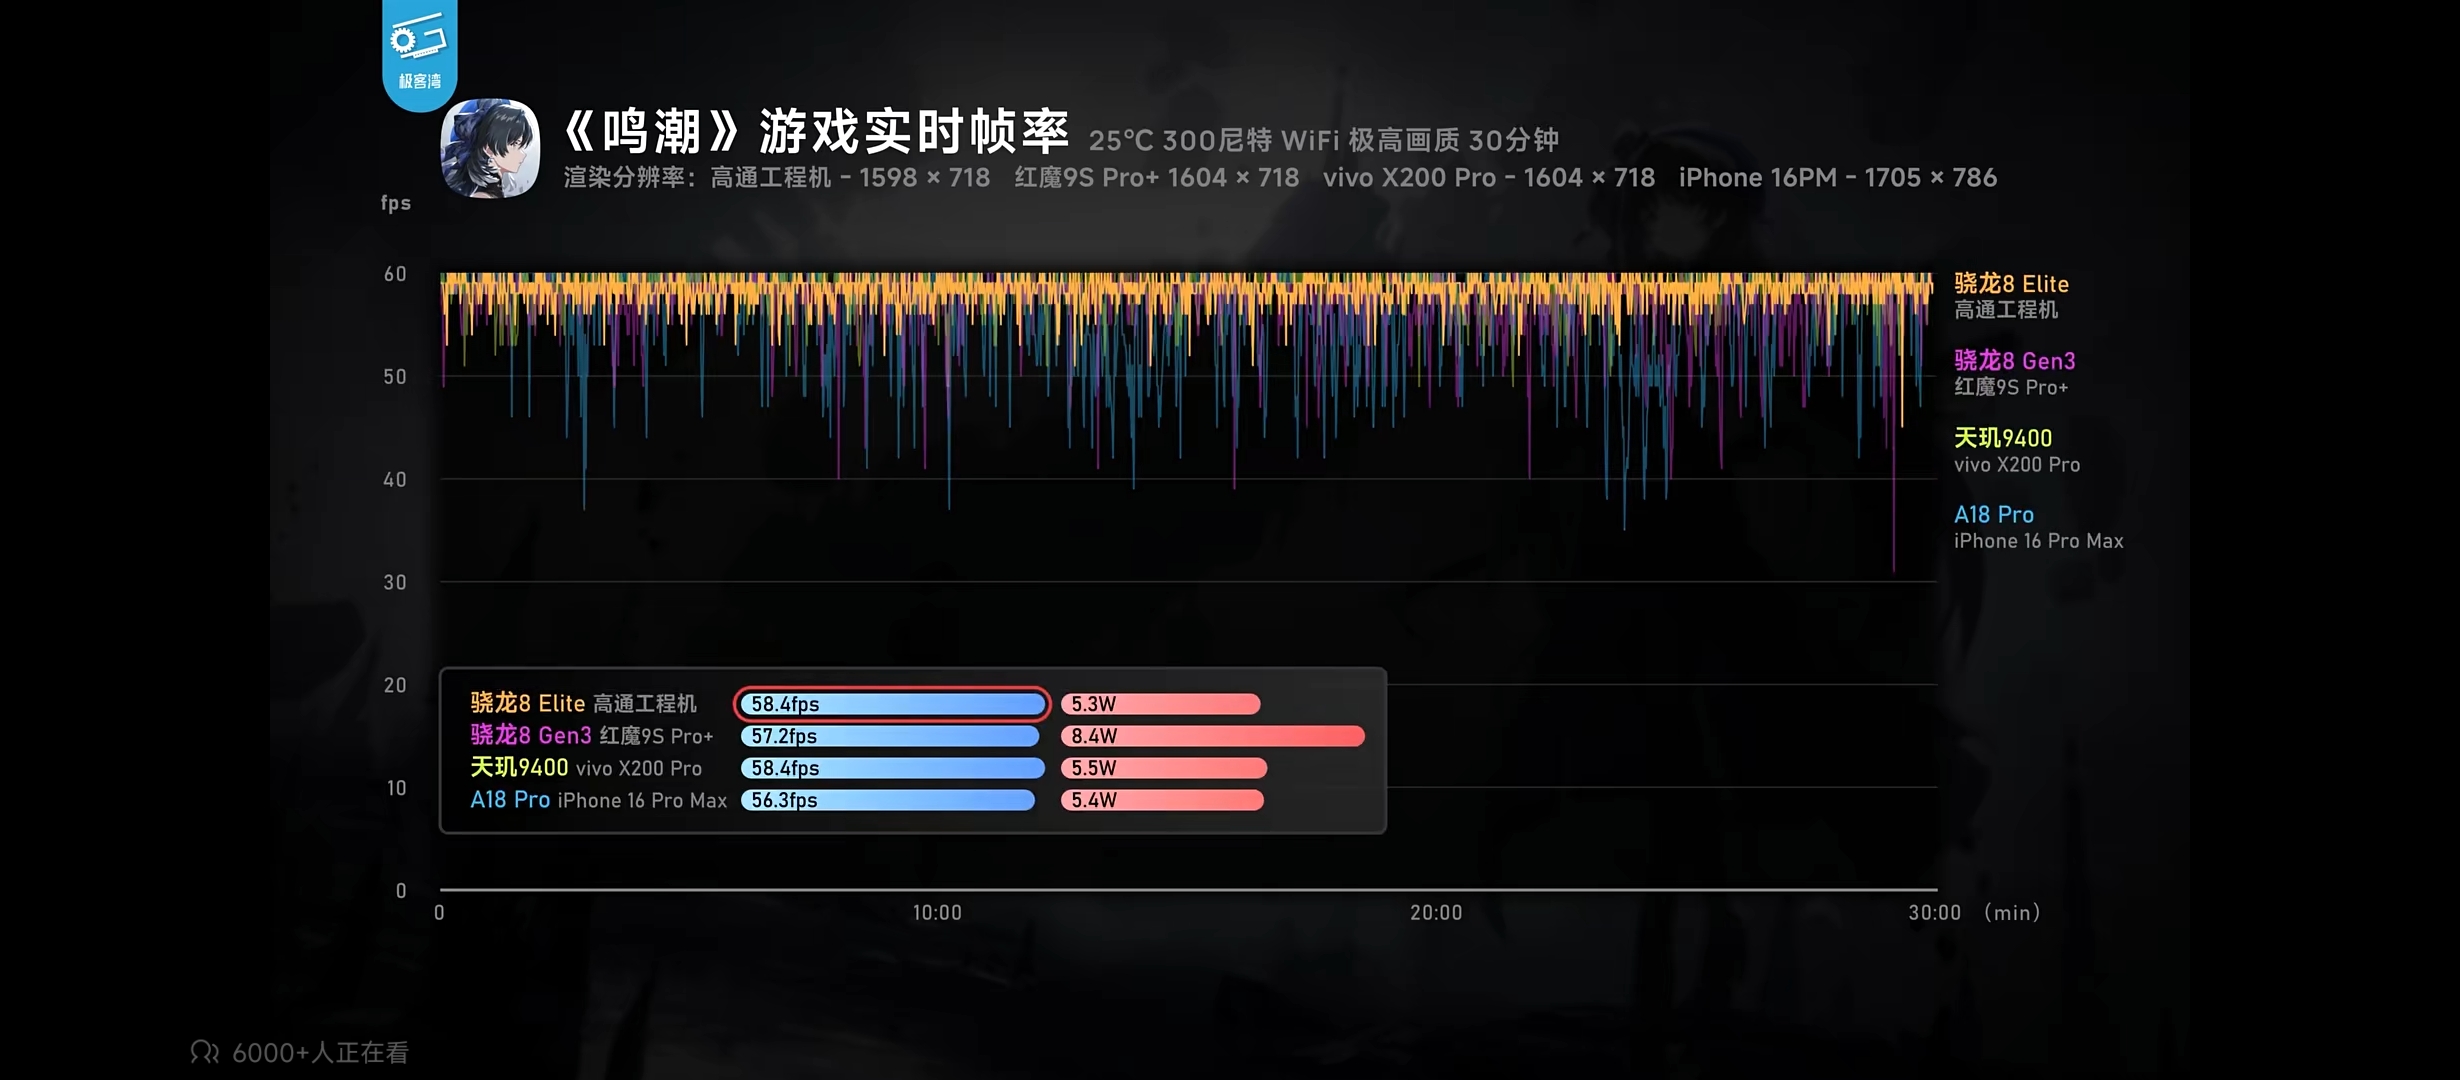 极客湾
《鸣潮》游戏实时帧率 25℃ 300尼特 WiFi 极高画质 30分钟
渲染分辨率：高通工程机 - 1598 × 718 红魔9S Pro+ 1604 × 718 vivo X200 Pro - 1604 × 718 iPhone 16PM - 1705 × 786
fps
60
50
40
30
20
10
0
骁龙8 Elite
高通工程机
骁龙8 Gen3
红魔9S Pro+
天玑9400
vivo X200 Pro
A18 Pro
iPhone 16 Pro Max
骁龙8 Elite 高通工程机 58.4fps 5.3W
骁龙8 Gen3 红魔9S Pro+ 57.2fps 8.4W
天玑9400 vivo X200 Pro 58.4fps 5.5W
A18 Pro iPhone 16 Pro Max 56.3fps 5.4W
0 10:00 20:00 30:00 （min）
6000+人正在看